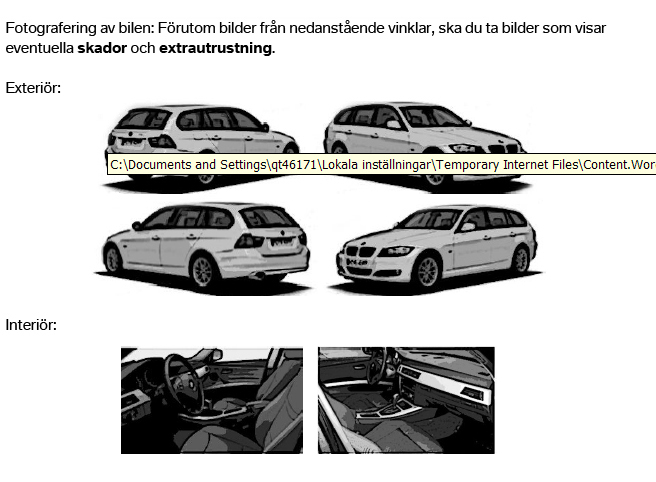 Fotografering av bilen: Förutom bilder från nedanstående vinklar, ska du ta bilder som visar
eventuella skador och extrautrustning.
Exteriör:
C:\Documents and Settings\qt46171\Lokala inställningar\Temporary Internet Files\Content.Wor
Interiör: